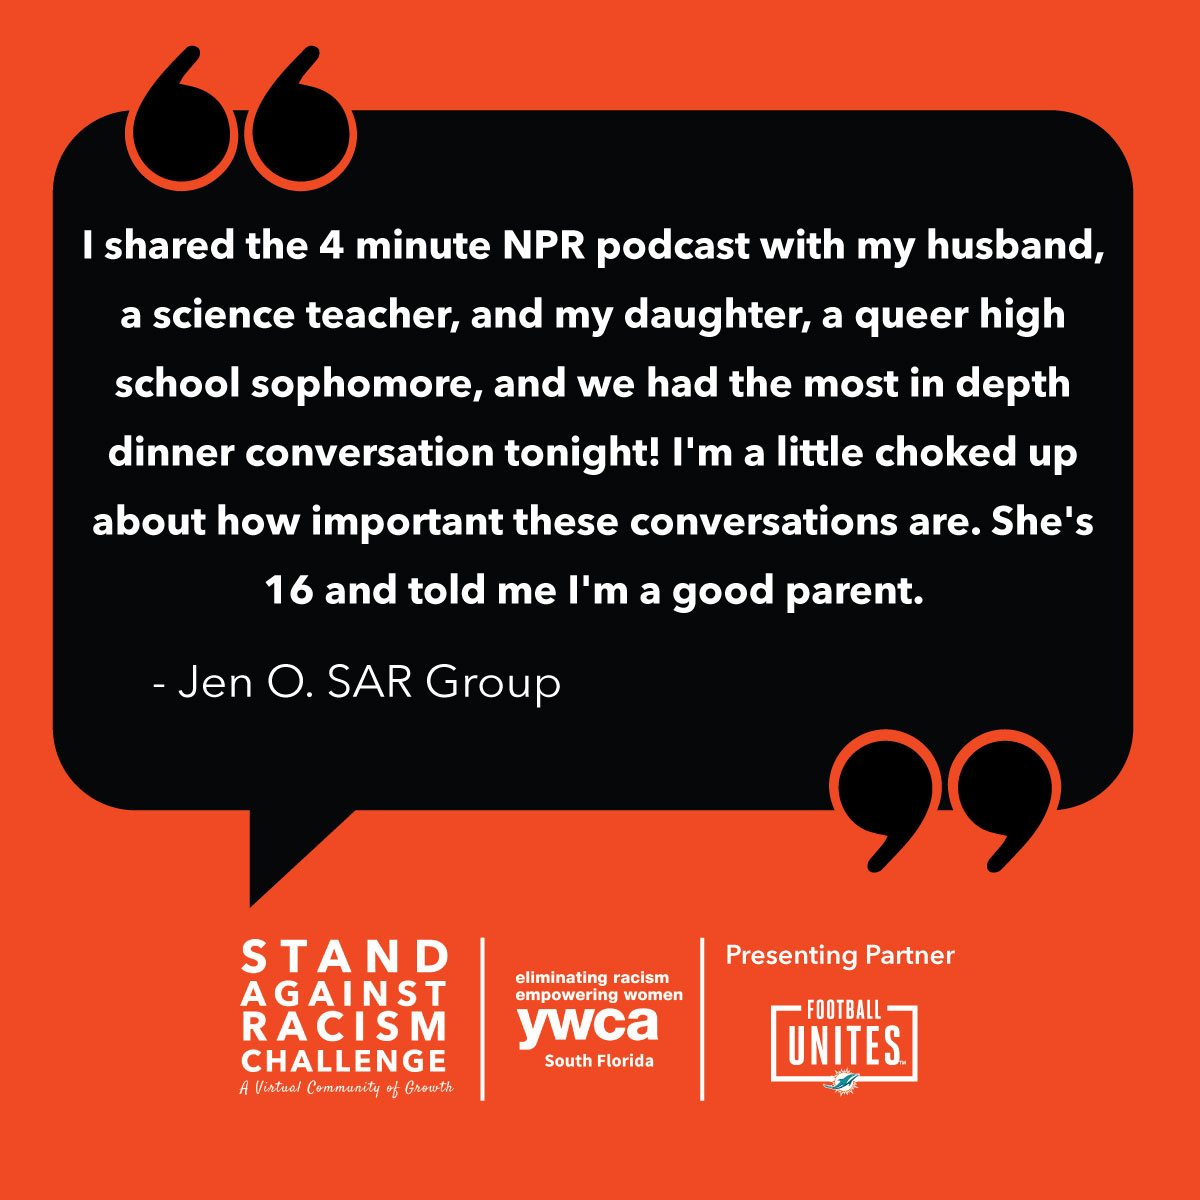 I shared the 4 minute NPR podcast with my husband,
a science teacher, and my daughter, a queer high
school sophomore, and we had the most in depth
dinner conversation tonight! I'm a little choked up
about how important these conversations are. She's
16 and told me I'm a good parent.
- Jen O. SAR Group
STAND
AGAINST
RACISM
CHALLENGE
A Virtual Community of Growth
eliminating racism
empowering women
ywca
South Florida
Presenting Partner
FOOTBALL
UNITES™